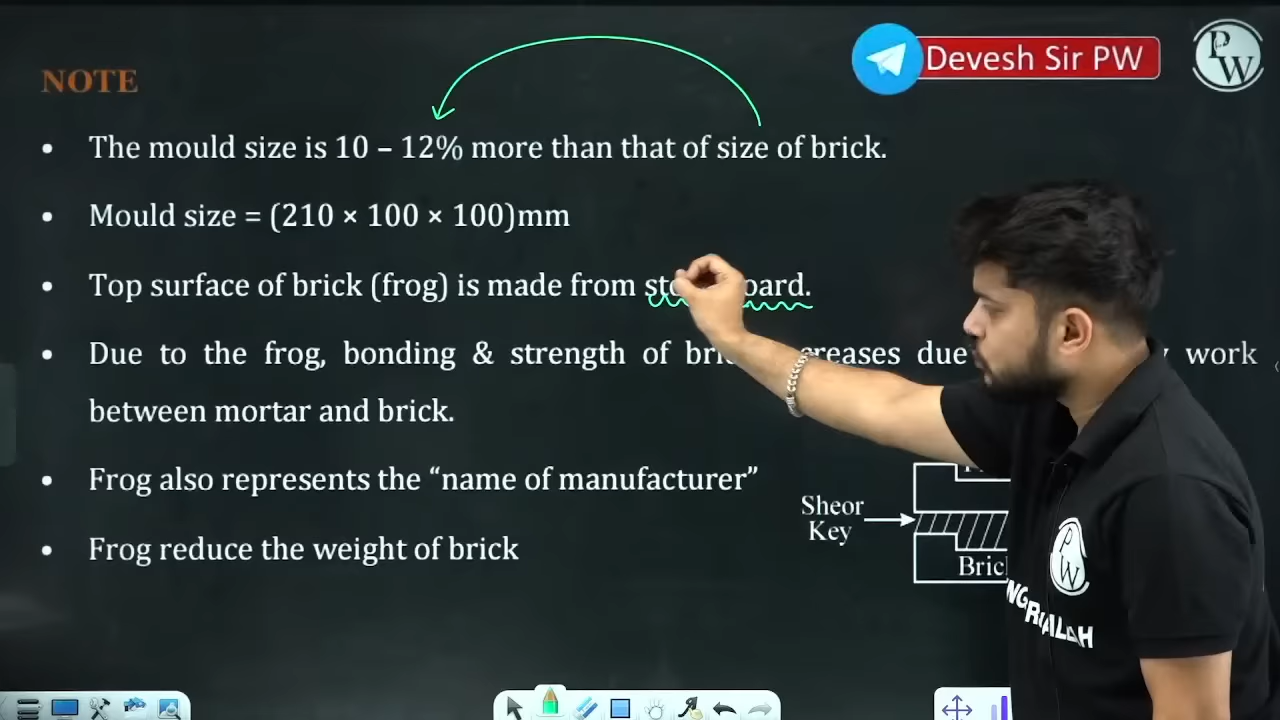 Devesh Sir PW
PW
NOTE
• The mould size is 10 – 12% more than that of size of brick.
• Mould size = (210 × 100 × 100)mm
• Top surface of brick (frog) is made from
• Due to the frog, bonding & strength of due work
between mortar and brick.
• Frog also represents the “name of manufacturer”
• Frog reduce the weight of brick
Sheor
Key
PW